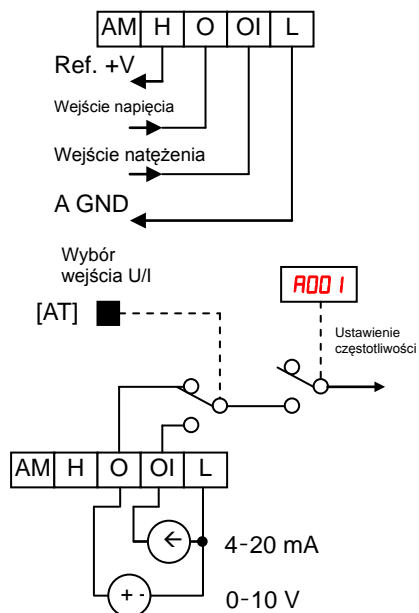 AM H O OI L
Ref. +V
Wejście napięcia
Wejście natężenia
A GND
Wybór
wejścia U/I
[AT]
A001
Ustawienie
częstotliwości
AM H O OI L
4-20 mA
+ -
0-10 V